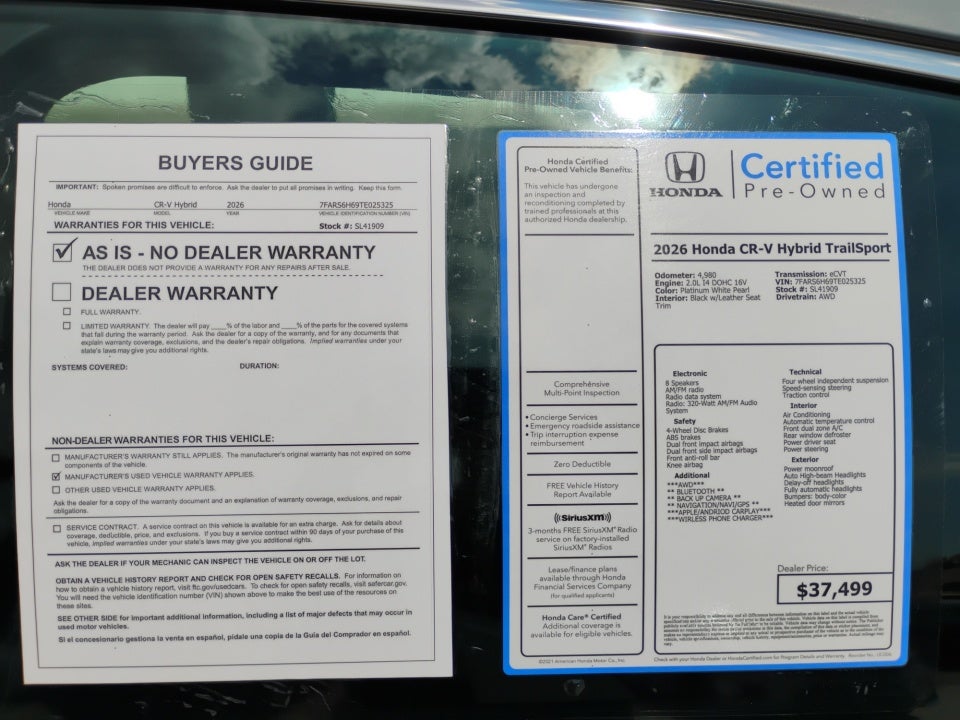 BUYERS GUIDE
IMPORTANT: Spoken promises are difficult to enforce. Ask the dealer to put all promises in writing. Keep this form.
Honda CR-V Hybrid 2026 7FARS6H69TE025325
VEHICLE MAKE MODEL YEAR VEHICLE IDENTIFICATION NUMBER (VIN)
WARRANTIES FOR THIS VEHICLE: Stock #: SL41909
AS IS - NO DEALER WARRANTY
THE DEALER DOES NOT PROVIDE A WARRANTY FOR ANY REPAIRS AFTER SALE.
DEALER WARRANTY
FULL WARRANTY.
LIMITED WARRANTY. The dealer will pay ____% of the labor and ____% of the parts for the covered systems
that fail during the warranty period. Ask the dealer for a copy of the warranty, and for any documents that
explain warranty coverage, exclusions, and the dealer's repair obligations. Implied warranties under your
state's laws may give you additional rights.
SYSTEMS COVERED: DURATION:
NON-DEALER WARRANTIES FOR THIS VEHICLE:
MANUFACTURER'S WARRANTY STILL APPLIES. The manufacturer's original warranty has not expired on some
components of the vehicle.
MANUFACTURER'S USED VEHICLE WARRANTY APPLIES.
OTHER USED VEHICLE WARRANTY APPLIES.
Ask the dealer for a copy of the warranty document and an explanation of warranty coverage, exclusions, and repair
obligations.
SERVICE CONTRACT. A service contract on this vehicle is available for an extra charge. Ask for details about
coverage, deductible, price, and exclusions. If you buy a service contract within 90 days of your purchase of
this vehicle, implied warranties under your state's laws may give you additional rights.
ASK THE DEALER IF YOUR MECHANIC CAN INSPECT THE VEHICLE ON OR OFF THE LOT.
OBTAIN A VEHICLE HISTORY REPORT AND CHECK FOR OPEN SAFETY RECALLS. For information on
how to obtain a vehicle history report, visit ftc.gov/usedcars. To check for open safety recalls, visit safercar.gov.
You will need the vehicle identification number (VIN) shown above to make the best use of the resources on
these sites.
SEE OTHER SIDE for important additional information, including a list of major defects that may occur in
used motor vehicles.
Si el concesionario gestiona la venta en español, pídale una copia de la Guía del Comprador en español.
Honda Certified
Pre-Owned Vehicle Benefits:
This vehicle has undergone
an inspection and
reconditioning completed by
trained professionals at this
authorized Honda dealership.
Comprehensive
Multi-Point Inspection
• Concierge Services
• Emergency roadside assistance
• Trip interruption expense
reimbursement
Zero Deductible
FREE Vehicle History
Report Available
SiriusXM
3-months FREE SiriusXM® Radio
service on factory-installed
SiriusXM® Radios
Lease/finance plans
available through Honda
Financial Services Company
(for qualified applicants)
Honda Care® Certified
Additional coverage is
available for eligible vehicles.
©2021 American Honda Motor Co., Inc.
HONDA
Certified
Pre-Owned
2026 Honda CR-V Hybrid TrailSport
Odometer: 4,980
Engine: 2.0L I4 DOHC 16V
Color: Platinum White Pearl
Interior: Black w/Leather Seat
Trim
Transmission: eCVT
VIN: 7FARS6H69TE025325
Stock #: SL41909
Drivetrain: AWD
Electronic
8 Speakers
AM/FM radio
Radio data system
Radio: 320-Watt AM/FM Audio
System
Safety
4-Wheel Disc Brakes
ABS brakes
Dual front impact airbags
Dual front side impact airbags
Front anti-roll bar
Knee airbag
Additional
***AWD***
** BLUETOOTH **
** BACK UP CAMERA **
** NAVIGATION/NAVI/GPS **
***APPLE/ANDRIOD CARPLAY***
***WIRLESS PHONE CHARGER***
Technical
Four wheel independent suspension
Speed-sensing steering
Traction control
Interior
Air Conditioning
Automatic temperature control
Front dual zone A/C
Rear window defroster
Power driver seat
Power steering
Exterior
Power moonroof
Auto High-beam Headlights
Delay-off headlights
Fully automatic headlights
Bumpers: body-color
Heated door mirrors
Dealer Price:
$37,499
Check with your Honda Dealer or HondaCertified.com for Program Details and Warranty.